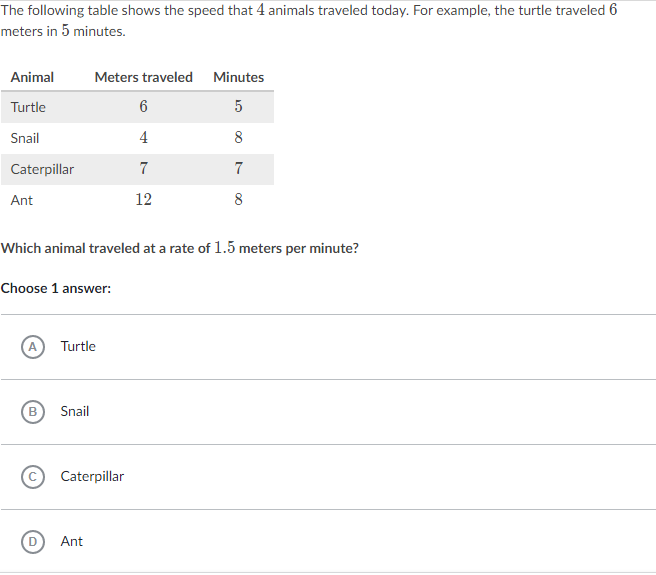 The following table shows the speed that 4 animals traveled today. For example, the turtle traveled 6
meters in 5 minutes.
Animal Meters traveled Minutes
Turtle 6 5
Snail 4 8
Caterpillar 7 7
Ant 12 8
Which animal traveled at a rate of 1.5 meters per minute?
Choose 1 answer:
A Turtle
B Snail
C Caterpillar
D Ant